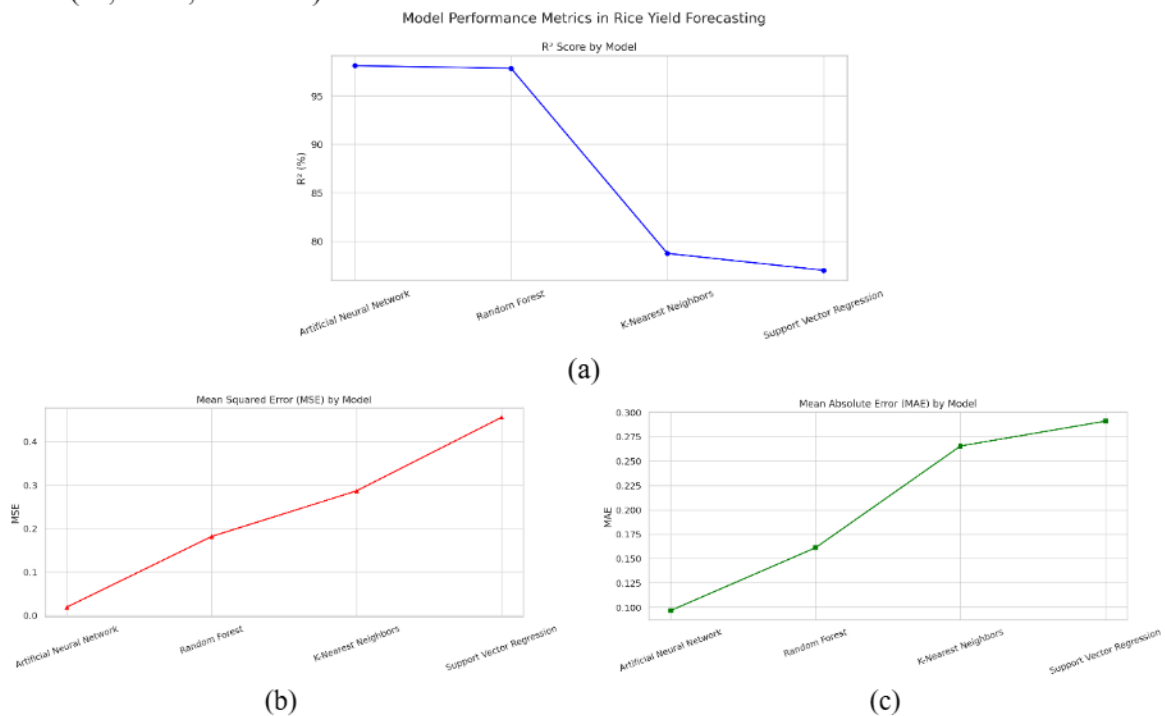 Model Performance Metrics in Rice Yield Forecasting
R² Score by Model
95
90
85
80
R² (%)
Artificial Neural Network
Random Forest
K-Nearest Neighbors
Support Vector Regression
(a)
Mean Squared Error (MSE) by Model
0.4
0.3
0.2
0.1
0.0
MSE
Artificial Neural Network
Random Forest
K-Nearest Neighbors
Support Vector Regression
(b)
Mean Absolute Error (MAE) by Model
0.300
0.275
0.250
0.225
0.200
0.175
0.150
0.125
0.100
MAE
Artificial Neural Network
Random Forest
K-Nearest Neighbors
Support Vector Regression
(c)